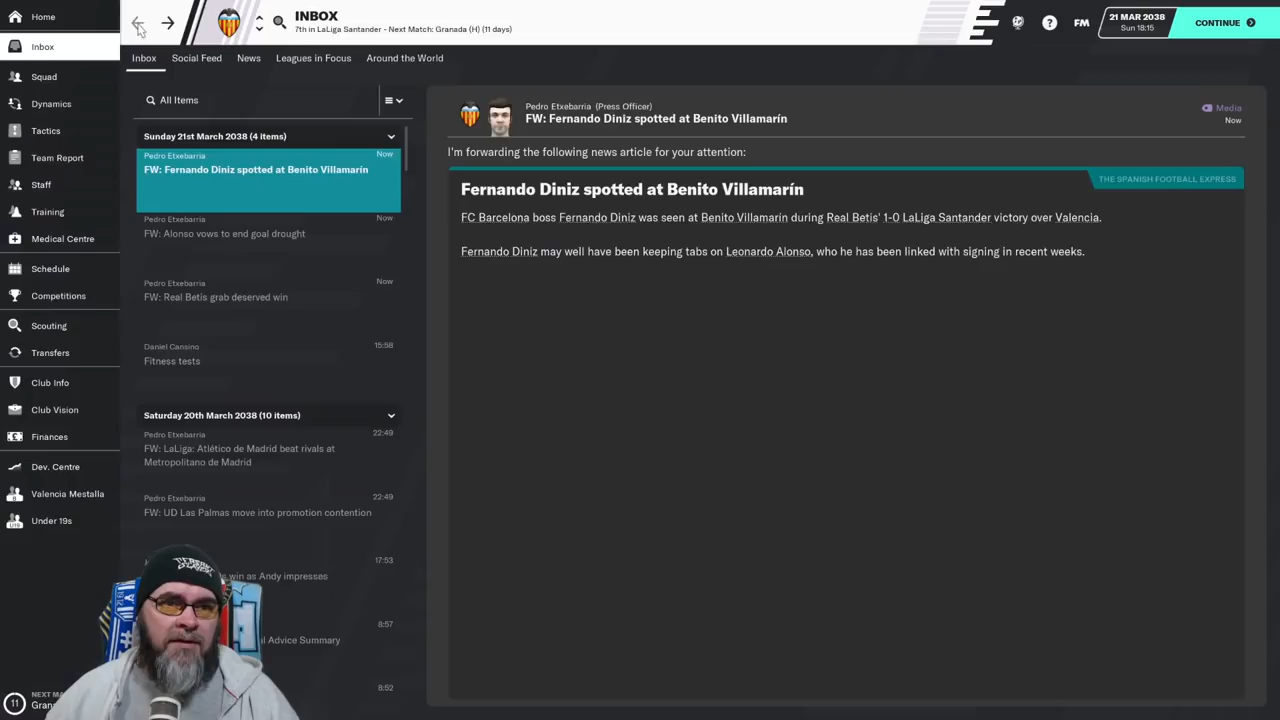 Home
Inbox
Squad
Dynamics
Tactics
Team Report
Staff
Training
Medical Centre
Schedule
Competitions
Scouting
Transfers
Club Info
Club Vision
Finances
Dev. Centre
Valencia Mestalla
Under 19s
11
NEXT
Gran
INBOX
7th in LaLiga Santander - Next Match: Granada (H) (11 days)
FM
21 MAR 2038
Sun 18:15
CONTINUE
Inbox
Social Feed
News
Leagues in Focus
Around the World
All Items
Sunday 21st March 2038 (4 items)
Pedro Etxebarria
Now
FW: Fernando Diniz spotted at Benito Villamarín
Pedro Etxebarria
Now
FW: Alonso vows to end goal drought
Pedro Etxebarria
Now
FW: Real Betis grab deserved win
Daniel Cansino
15:58
Fitness tests
Saturday 20th March 2038 (10 items)
Pedro Etxebarria
22:49
FW: LaLiga: Atlético de Madrid beat rivals at
Metropolitano de Madrid
Pedro Etxebarria
22:49
FW: UD Las Palmas move into promotion contention
17:53
win as Andy impresses
8:57
l Advice Summary
8:52
Pedro Etxebarria (Press Officer)
FW: Fernando Diniz spotted at Benito Villamarín
Media
Now
I'm forwarding the following news article for your attention:
THE SPANISH FOOTBALL EXPRESS
Fernando Diniz spotted at Benito Villamarín
FC Barcelona boss Fernando Diniz was seen at Benito Villamarín during Real Betis' 1-0 LaLiga Santander victory over Valencia.
Fernando Diniz may well have been keeping tabs on Leonardo Alonso, who he has been linked with signing in recent weeks.